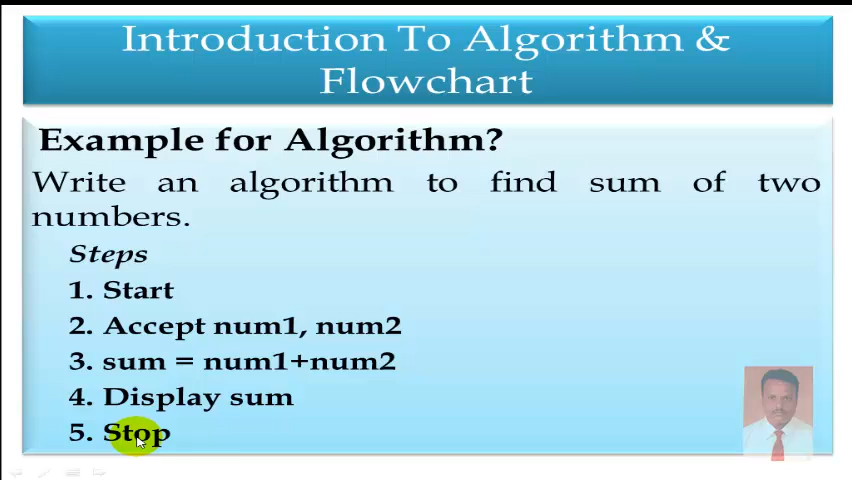 Introduction To Algorithm &
Flowchart
Example for Algorithm?
Write an algorithm to find sum of two
numbers.
Steps
1. Start
2. Accept num1, num2
3. sum = num1+num2
4. Display sum
5. Stop